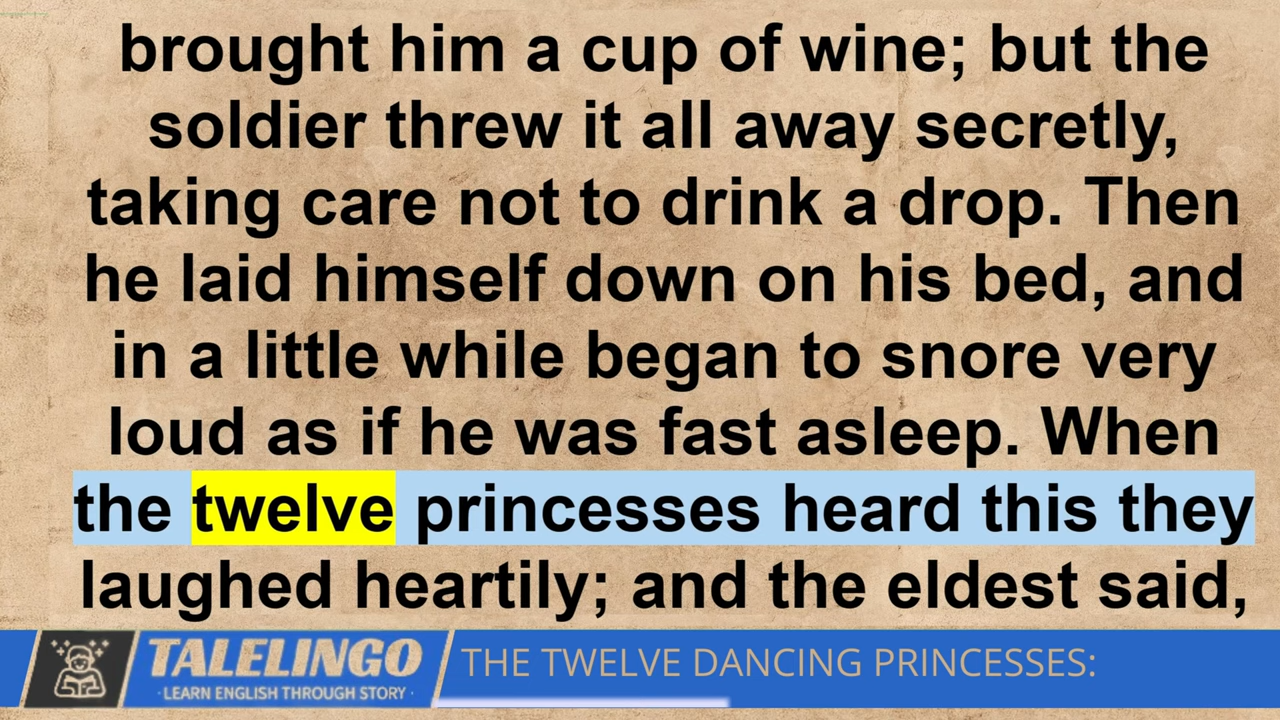 brought him a cup of wine; but the
soldier threw it all away secretly,
taking care not to drink a drop. Then
he laid himself down on his bed, and
in a little while began to snore very
loud as if he was fast asleep. When
the twelve princesses heard this they
laughed heartily; and the eldest said,
TALELINGO
· LEARN ENGLISH THROUGH STORY ·
THE TWELVE DANCING PRINCESSES: